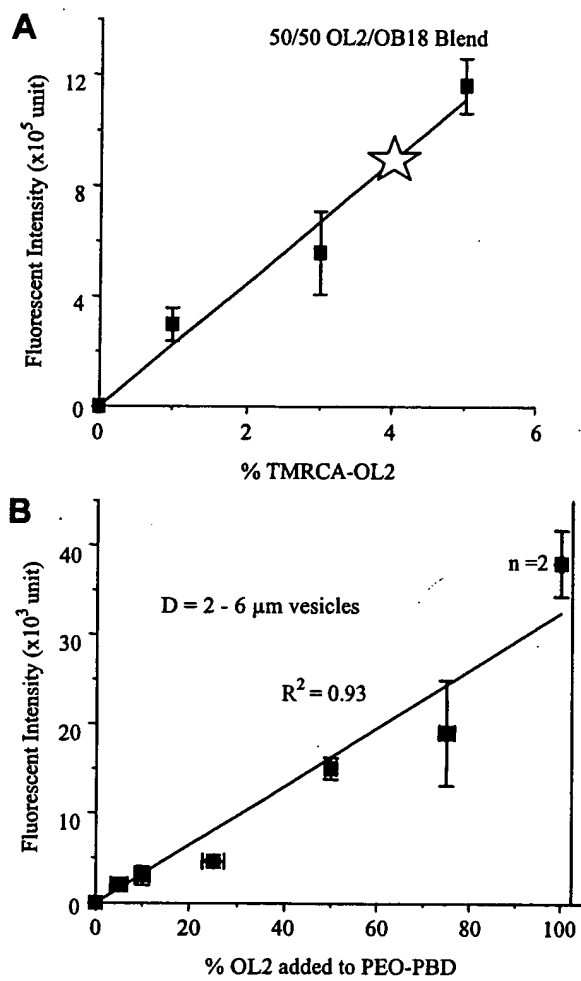 A
50/50 OL2/OB18 Blend
Fluorescent Intensity (x10⁵ unit)
12
8
4
0
0 2 4 6
% TMRCA-OL2
B
Fluorescent Intensity (x10³ unit)
40
30
20
10
0
n =2
D = 2 - 6 μm vesicles
R² = 0.93
0 20 40 60 80 100
% OL2 added to PEO-PBD